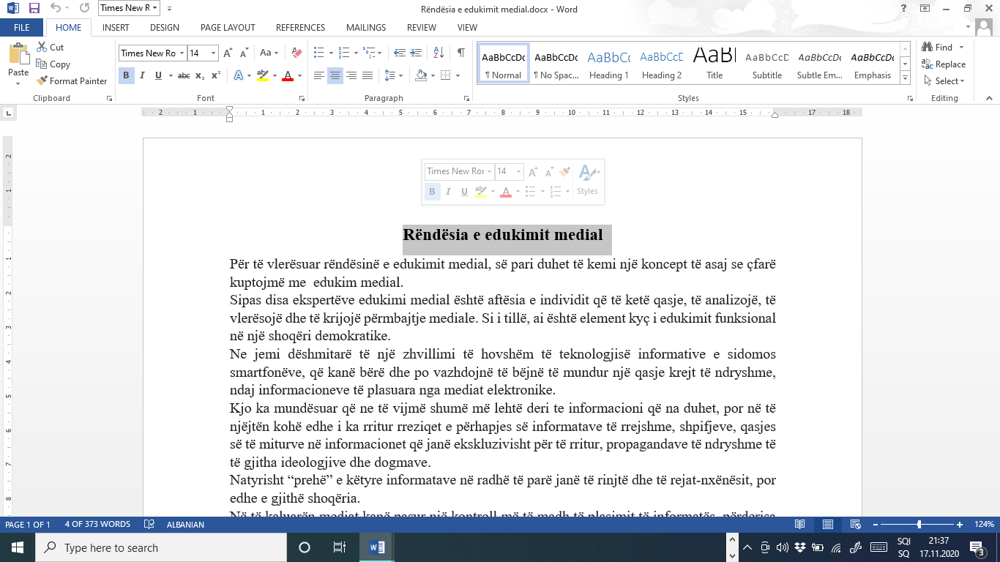 Times New R
Rëndësia e edukimit medial.docx - Word
FILE HOME INSERT DESIGN PAGE LAYOUT REFERENCES MAILINGS REVIEW VIEW
Paste
Cut
Copy
Format Painter
Clipboard
Times New Ro 14
Font
Paragraph
AaBbCcDc AaBbCcDc AaBbCc AaBbCcD AaBl AaBbCcD AaBbCcDc AaBbCcDc
¶ Normal ¶ No Spac... Heading 1 Heading 2 Title Subtitle Subtle Em... Emphasis
Styles
Find
Replace
Select
Editing
2 1 1 2 3 4 5 6 7 8 9 10 11 12 13 14 15 17 18
2
1
1
2
3
4
5
6
7
8
Times New Ror 14
Styles
Rëndësia e edukimit medial
Për të vlerësuar rëndësinë e edukimit medial, së pari duhet të kemi një koncept të asaj se çfarë
kuptojmë me  edukim medial.
Sipas disa ekspertëve edukimi medial është aftësia e individit që të ketë qasje, të analizojë, të
vlerësojë dhe të krijojë përmbajtje mediale. Si i tillë, ai është element kyç i edukimit funksional
në një shoqëri demokratike.
Ne jemi dëshmitarë të një zhvillimi të hovshëm të teknologjisë informative e sidomos
smartfonëve, që kanë bërë dhe po vazhdojnë të bëjnë të mundur një qasje krejt të ndryshme,
ndaj informacioneve të plasuara nga mediat elektronike.
Kjo ka mundësuar që ne të vijmë shumë më lehtë deri te informacioni që na duhet, por në të
njëjtën kohë edhe i ka rritur rreziqet e përhapjes së informatave të rrejshme, shpifjeve, qasjes
së të miturve në informacionet që janë ekskluzivisht për të rritur, propagandave të ndryshme të
të gjitha ideologjive dhe dogmave.
Natyrisht “prehë” e këtyre informatave në radhë të parë janë të rinjtë dhe të rejat-nxënësit, por
edhe e gjithë shoqëria.
Në të kaluarën mediat kanë pasur një kontroll më të madh të plasimit të informatës, përderisa
PAGE 1 OF 1 4 OF 373 WORDS ALBANIAN 124%
Type here to search
SQI 21:37
SQ 17.11.2020 3